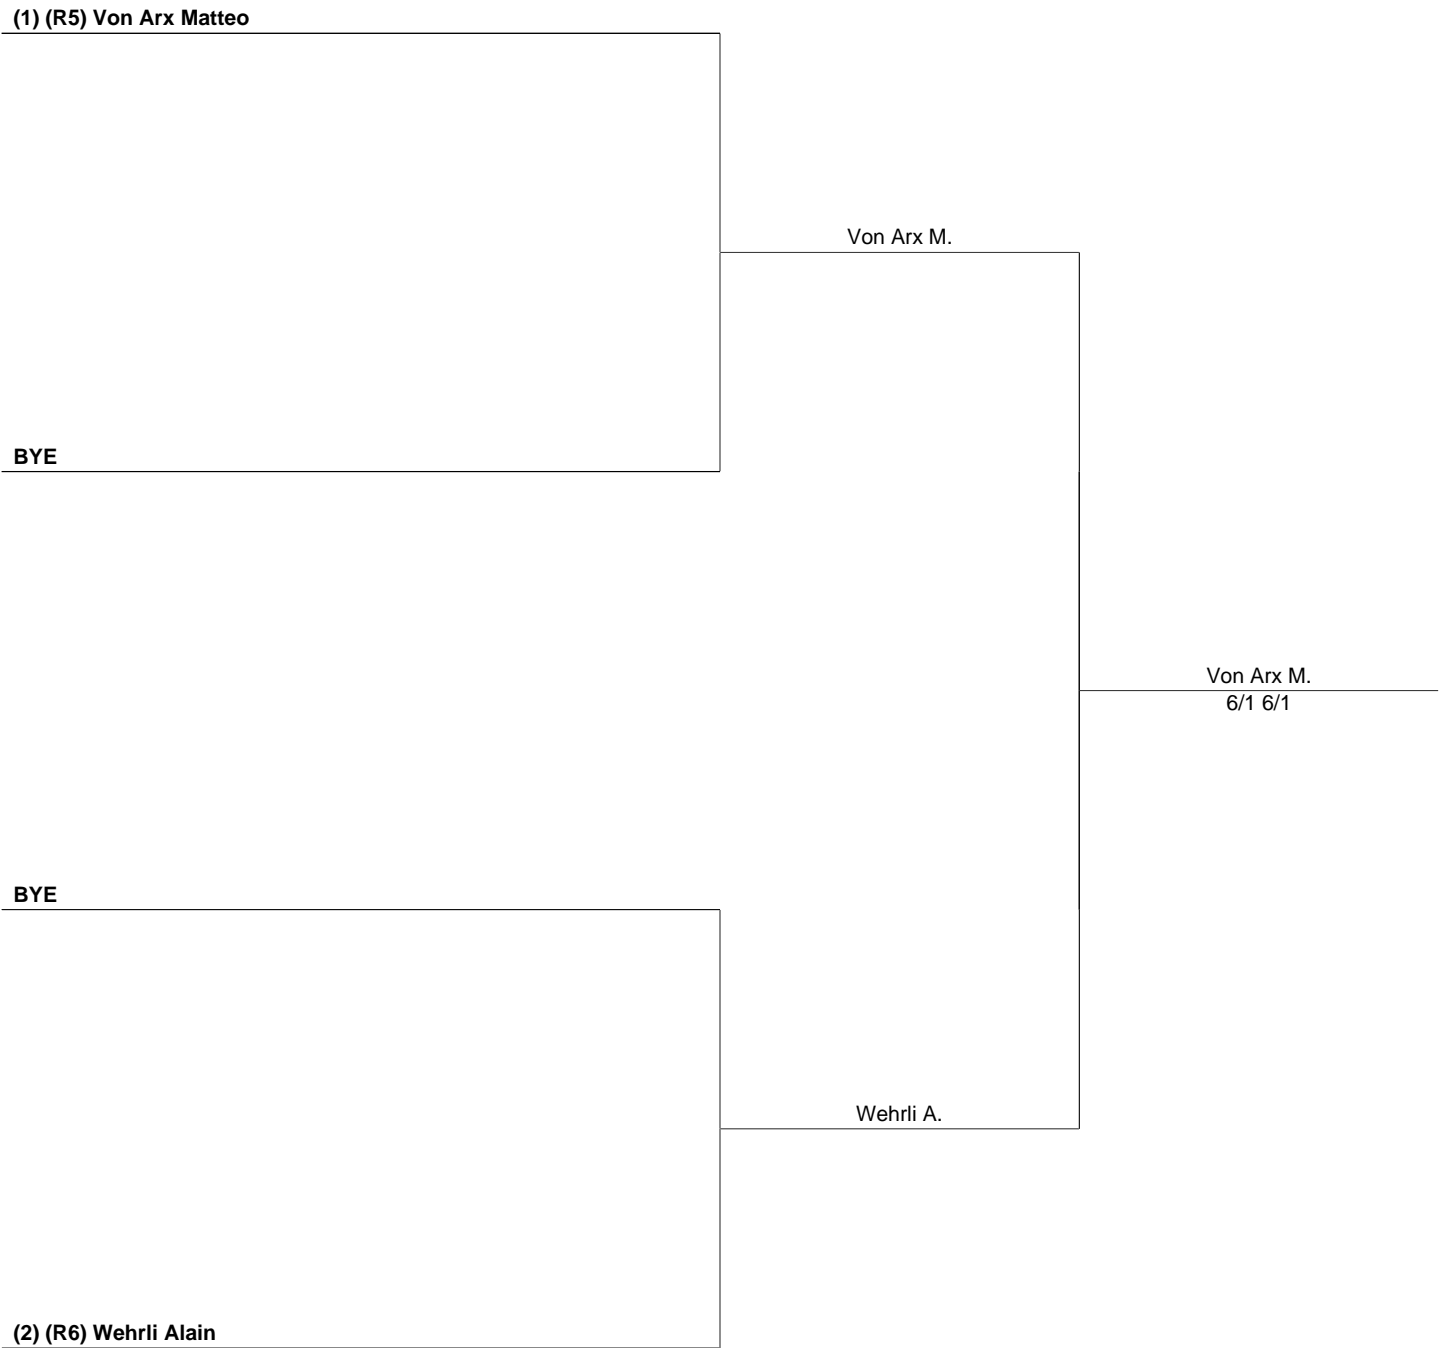 (1) (R5) Von Arx Matteo
Von Arx M.
BYE
Von Arx M.
6/1 6/1
BYE
Wehrli A.
(2) (R6) Wehrli Alain